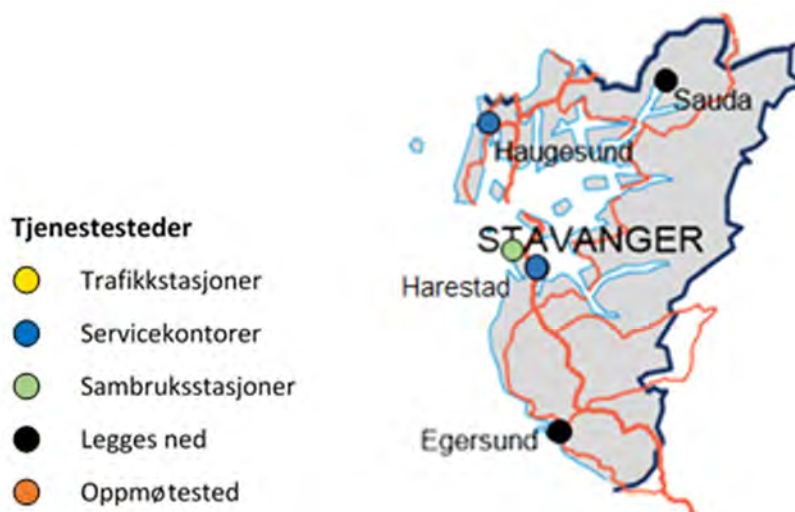 Tjenestesteder
Trafikkstasjoner
Servicekontorer
Sambruksstasjoner
Legges ned
Oppmøtested
Sauda
Haugesund
STAVANGER
Harestad
Egersund